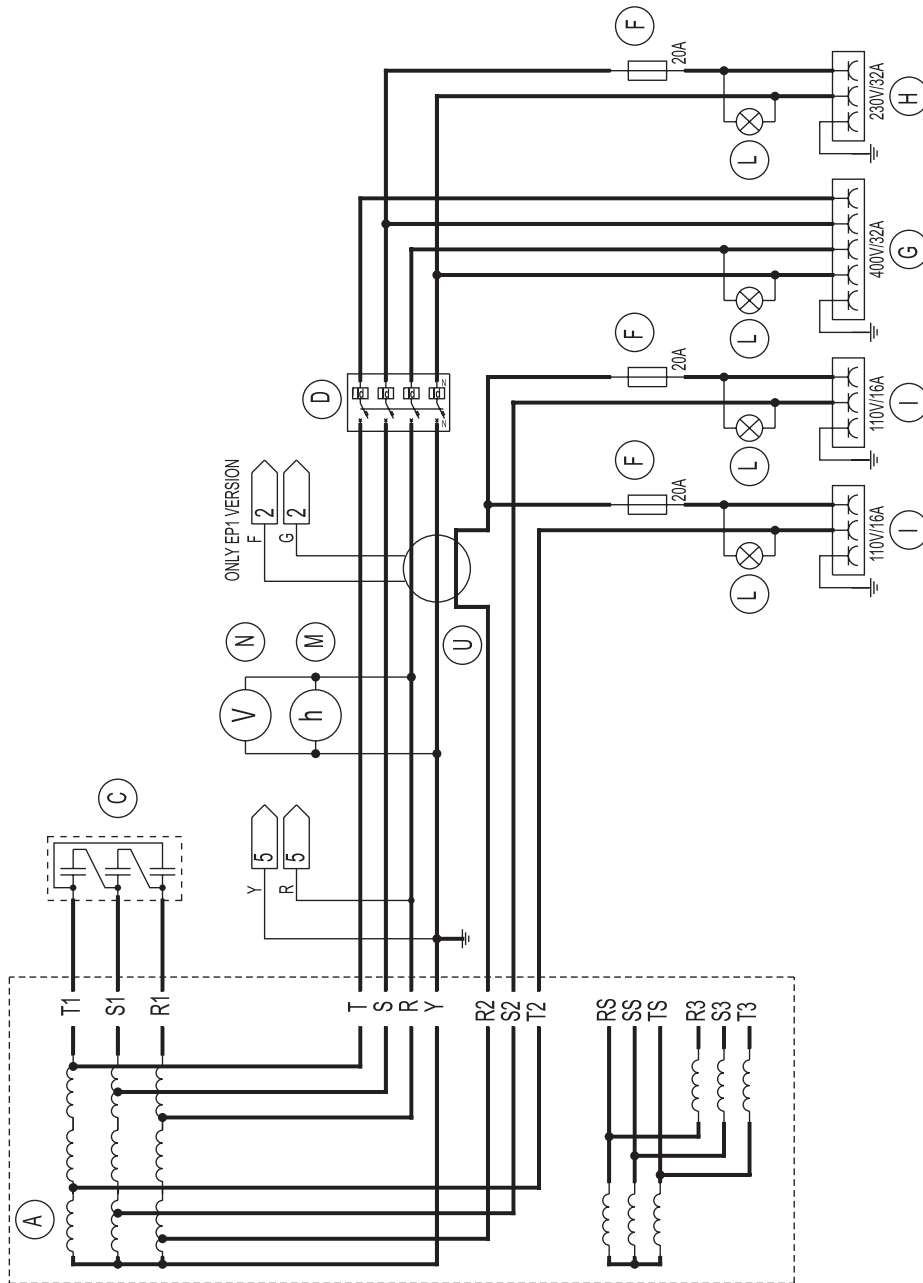 A
T1
S1
R1
T
S
R
Y
R2
S2
T2
RS
SS
TS
R3
S3
T3
C
Y
5
R
5
V
N
h
M
U
ONLY EP1 VERSION
F
2
G
2
D
N
N
F
20A
L
110V/16A
I
F
20A
L
110V/16A
I
L
400V/32A
G
F
20A
L
230V/32A
H